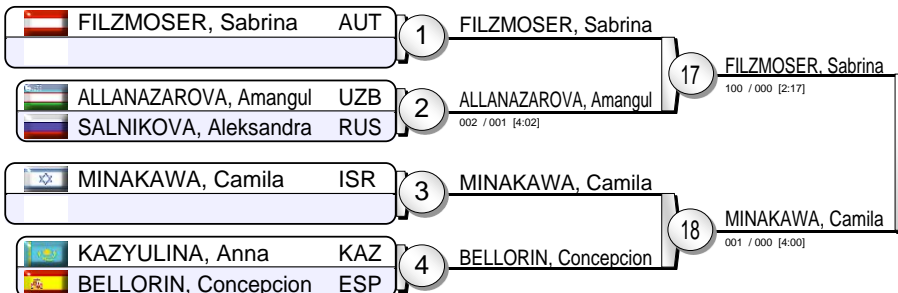 FILZMOSER, Sabrina AUT
1
FILZMOSER, Sabrina
17
FILZMOSER, Sabrina
100 / 000 [2:17]
ALLANAZAROVA, Amangul UZB
SALNIKOVA, Aleksandra RUS
2
ALLANAZAROVA, Amangul
002 / 001 [4:02]
MINAKAWA, Camila ISR
3
MINAKAWA, Camila
18
MINAKAWA, Camila
001 / 000 [4:00]
KAZYULINA, Anna KAZ
BELLORIN, Concepcion ESP
4
BELLORIN, Concepcion